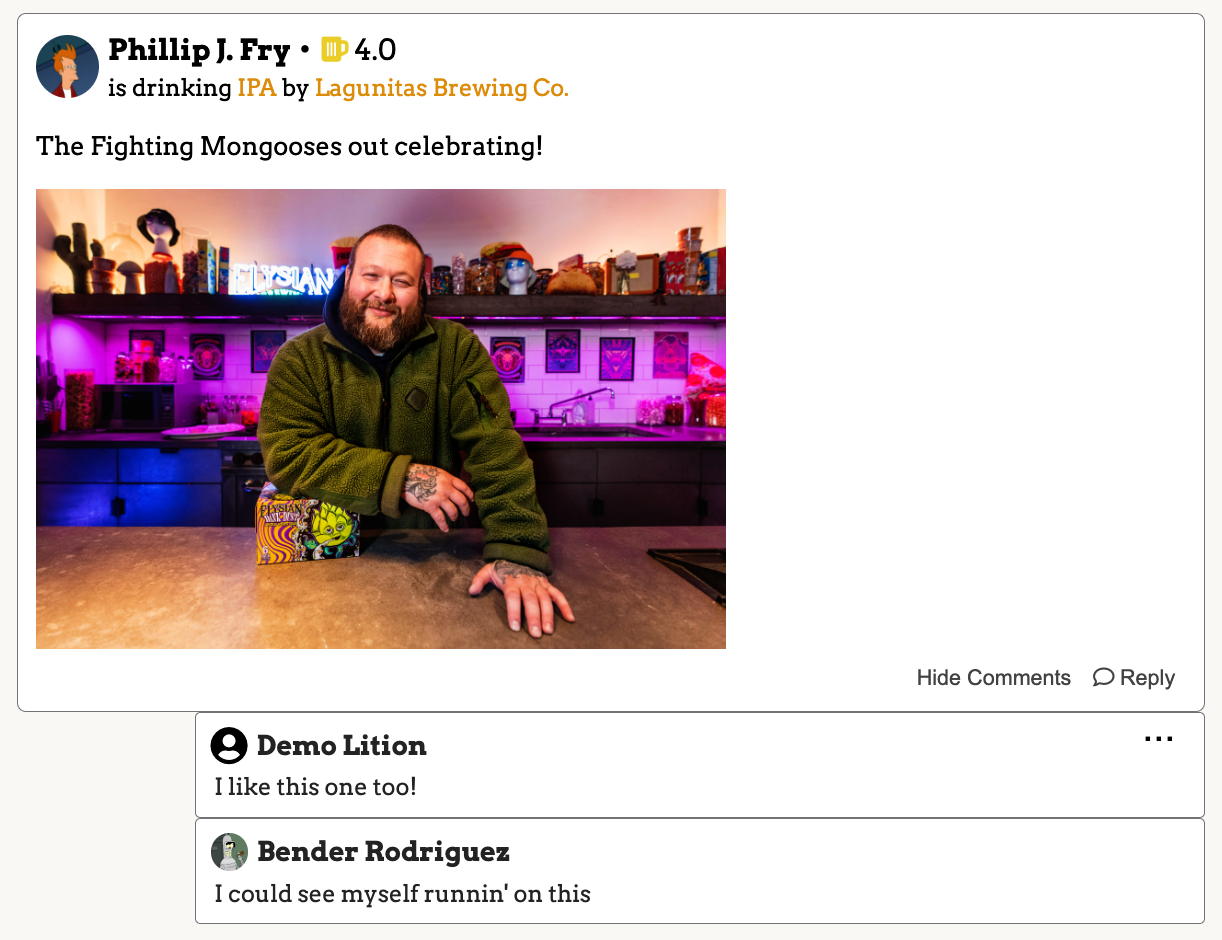 Phillip J. Fry • 4.0
is drinking IPA by Lagunitas Brewing Co.
The Fighting Mongooses out celebrating!
ELYSIAN
ELYSIAN
Hide Comments Reply
Demo Lition ...
I like this one too!
Bender Rodriguez
I could see myself runnin' on this